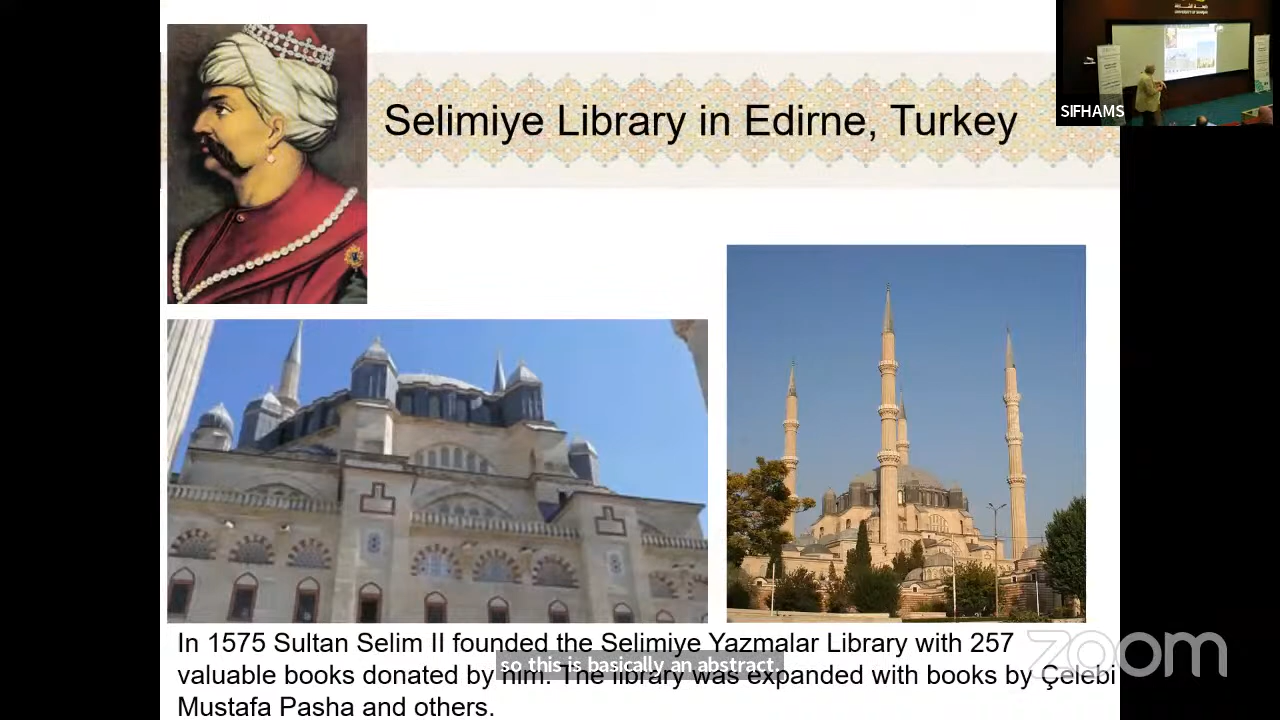 Selimiye Library in Edirne, Turkey
SIFHAMS
In 1575 Sultan Selim II founded the Selimiye Yazmalar Library with 257
valuable books donated by him. The library was expanded with books by Çelebi
Mustafa Pasha and others.
so this is basically an abstract.
zoom